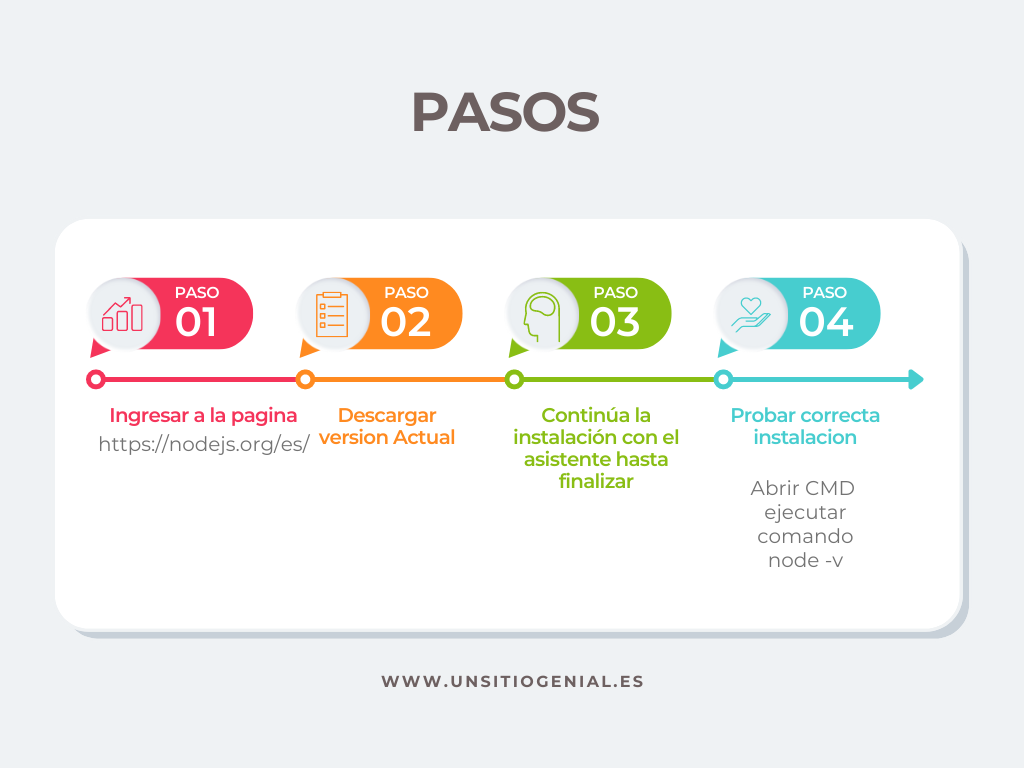 PASOS
PASO
01
Ingresar a la pagina
https://nodejs.org/es/
PASO
02
Descargar
version Actual
PASO
03
Continúa la
instalación con el
asistente hasta
finalizar
PASO
04
Probar correcta
instalacion
Abrir CMD
ejecutar
comando
node -v
WWW.UNSITIOGENIAL.ES